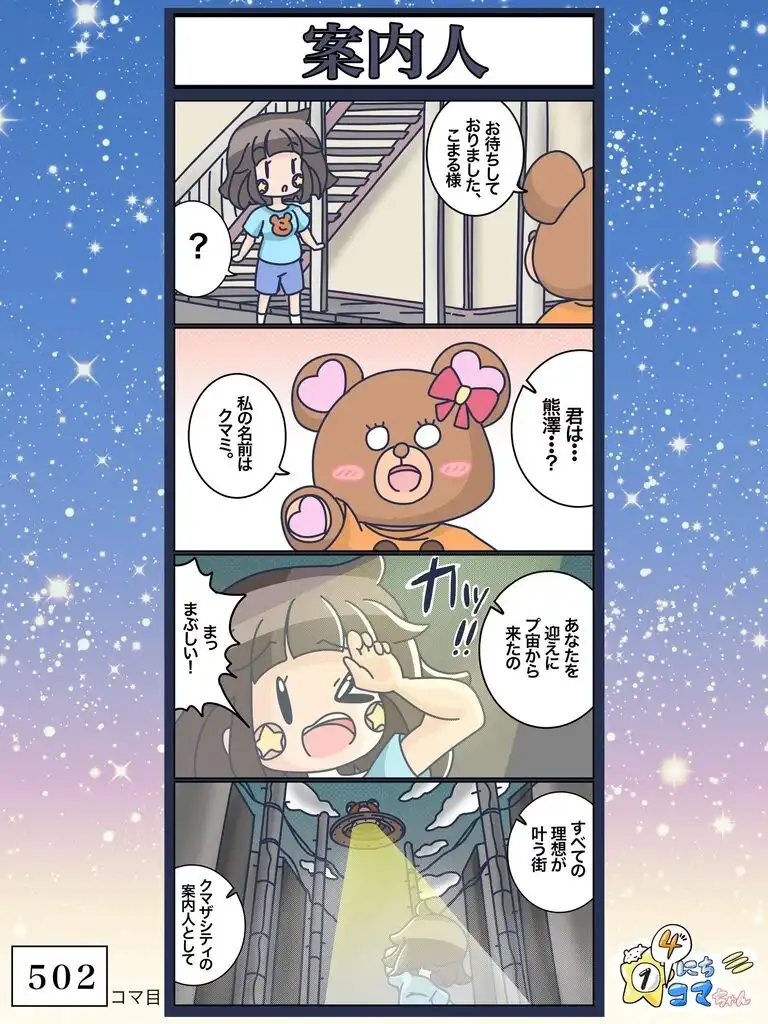 案内人
お待ちして
おりました、
こまる様
?
君は…
熊澤…?
私の名前は
クマミ。
あなたを
迎えに
プ宙から
来たの
カッ!!
まっ
まぶしい!
すべての
理想が
叶う街
クマザシティの
案内人として
502
コマ目
1
にち
4
コマ
ちゃん